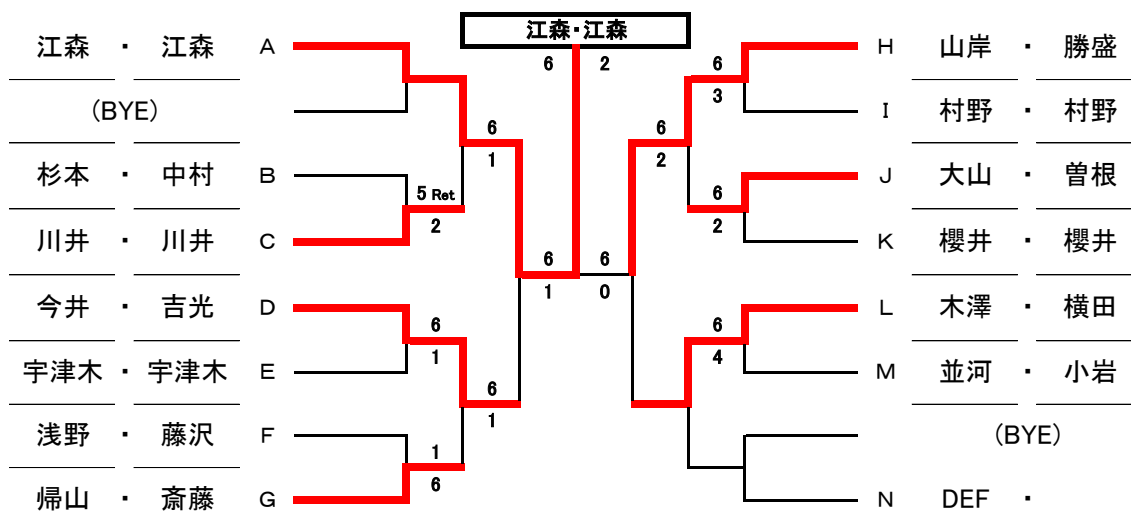 江森・江森
6 2
江森 ・ 江森 A
(BYE)
杉本 ・ 中村 B
川井 ・ 川井 C
今井 ・ 吉光 D
宇津木 ・ 宇津木 E
浅野 ・ 藤沢 F
帰山 ・ 斎藤 G
6
1
5 Ret
2
6
1
6
1
6
1
1
6
H 山岸 ・ 勝盛
I 村野 ・ 村野
J 大山 ・ 曽根
K 櫻井 ・ 櫻井
L 木澤 ・ 横田
M 並河 ・ 小岩
(BYE)
N DEF ・
6
3
6
2
6
2
6
0
6
4